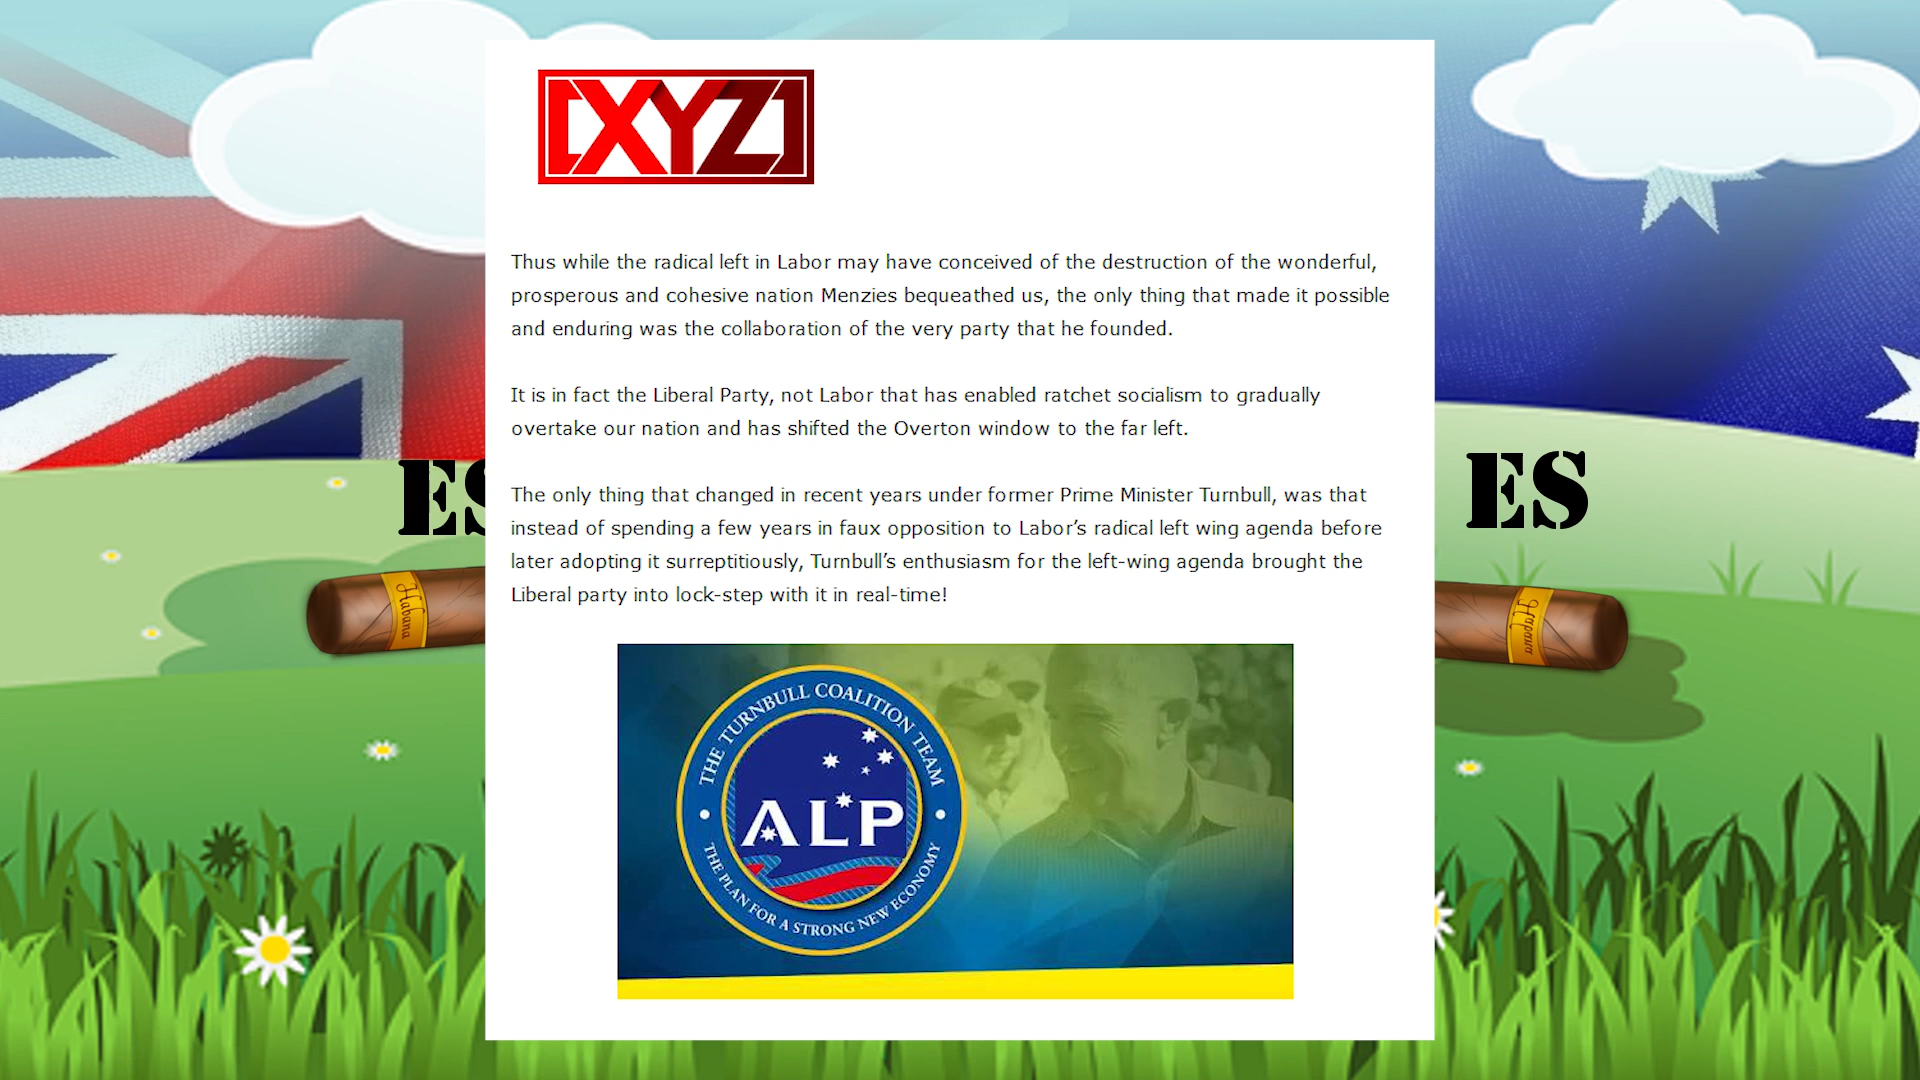 [XYZ]
Thus while the radical left in Labor may have conceived of the destruction of the wonderful,
prosperous and cohesive nation Menzies bequeathed us, the only thing that made it possible
and enduring was the collaboration of the very party that he founded.
It is in fact the Liberal Party, not Labor that has enabled ratchet socialism to gradually
overtake our nation and has shifted the Overton window to the far left.
ES
ES
The only thing that changed in recent years under former Prime Minister Turnbull, was that
instead of spending a few years in faux opposition to Labor’s radical left wing agenda before
later adopting it surreptitiously, Turnbull’s enthusiasm for the left-wing agenda brought the
Liberal party into lock-step with it in real-time!
Habana
Habana
THE TURNBULL COALITION TEAM
ALP
THE PLAN FOR A STRONG NEW ECONOMY